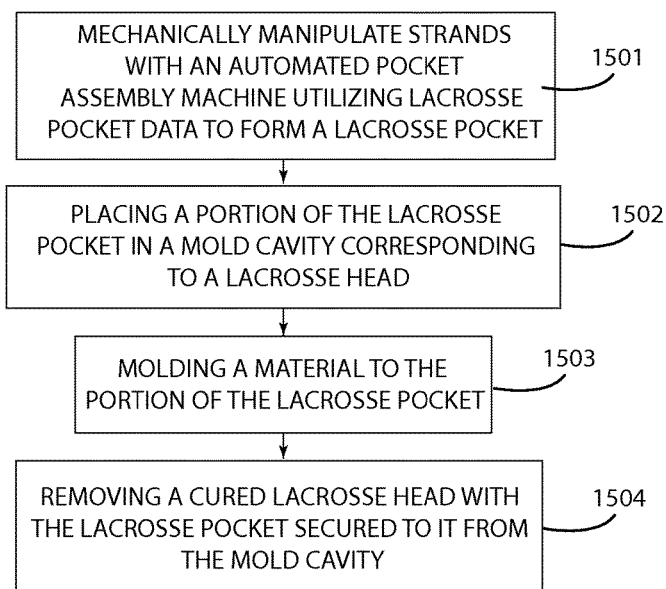 MECHANICALLY MANIPULATE STRANDS
WITH AN AUTOMATED POCKET
ASSEMBLY MACHINE UTILIZING LACROSSE
POCKET DATA TO FORM A LACROSSE POCKET
1501
PLACING A PORTION OF THE LACROSSE
POCKET IN A MOLD CAVITY CORRESPONDING
TO A LACROSSE HEAD
1502
MOLDING A MATERIAL TO THE
PORTION OF THE LACROSSE POCKET
1503
REMOVING A CURED LACROSSE HEAD WITH
THE LACROSSE POCKET SECURED TO IT FROM
THE MOLD CAVITY
1504